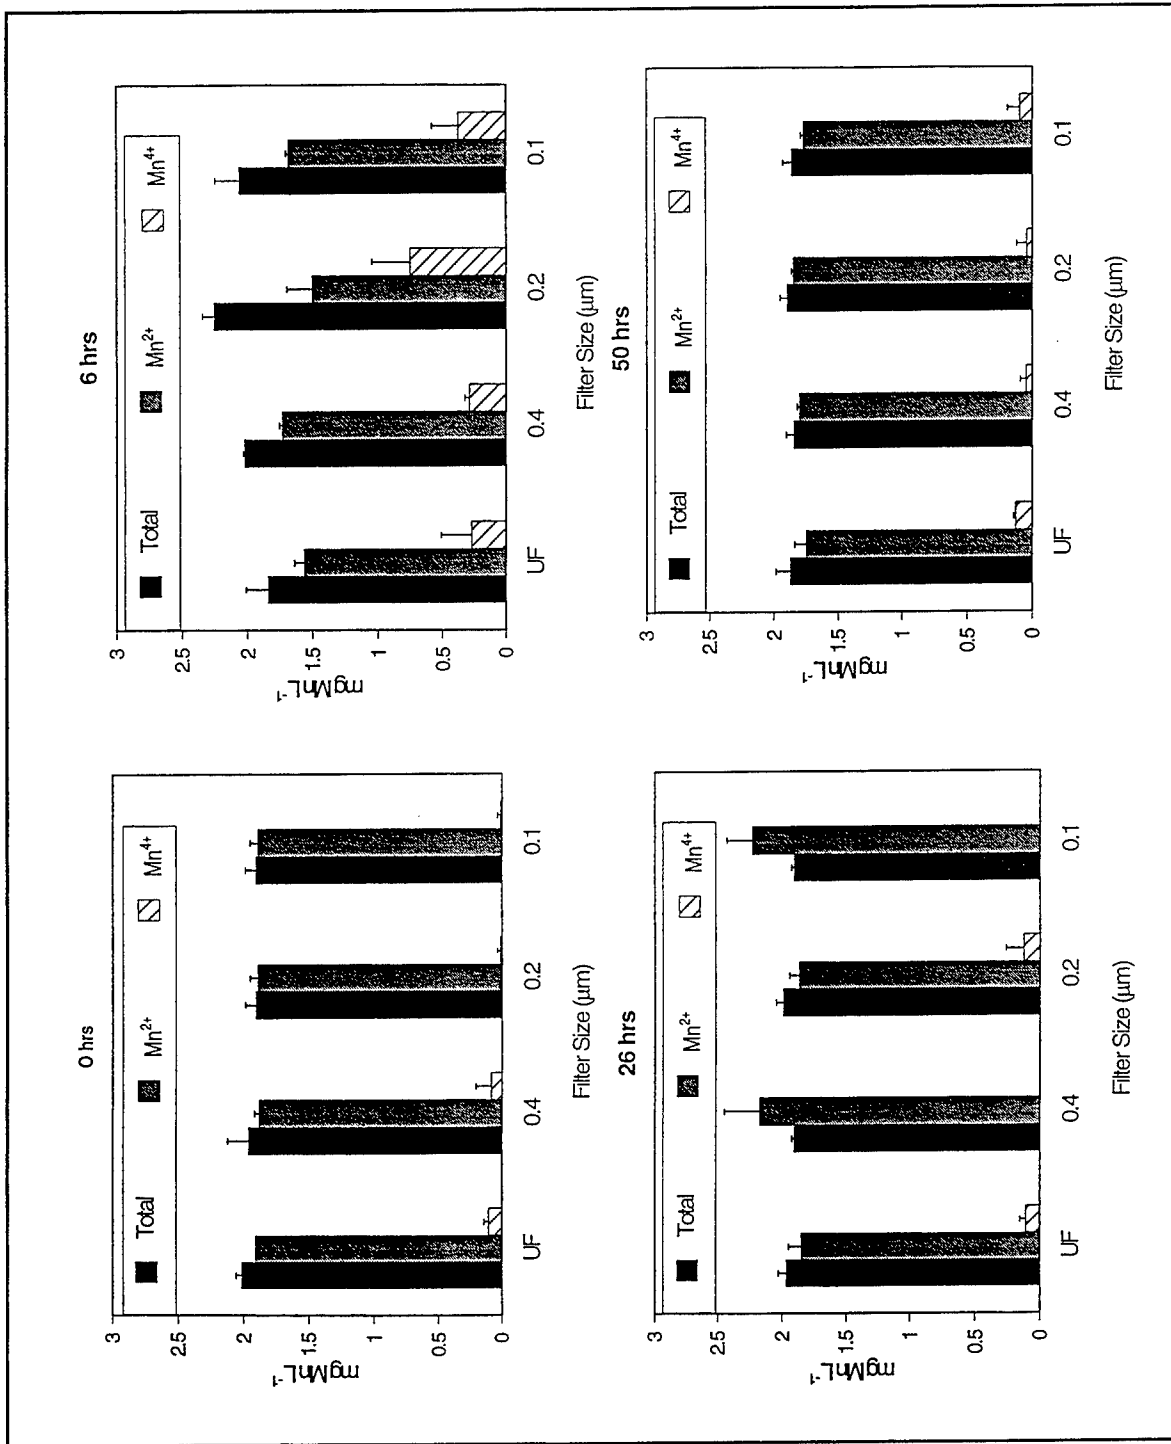 0 hrs
Total Mn²⁺ Mn⁴⁺
3
2.5
2
1.5
1
0.5
0
mgMnL⁻¹
UF 0.4 0.2 0.1
Filter Size (μm)
6 hrs
Total Mn²⁺ Mn⁴⁺
3
2.5
2
1.5
1
0.5
0
mgMnL⁻¹
UF 0.4 0.2 0.1
Filter Size (μm)
26 hrs
Total Mn²⁺ Mn⁴⁺
3
2.5
2
1.5
1
0.5
0
mgMnL⁻¹
UF 0.4 0.2 0.1
Filter Size (μm)
50 hrs
Total Mn²⁺ Mn⁴⁺
3
2.5
2
1.5
1
0.5
0
mgMnL⁻¹
UF 0.4 0.2 0.1
Filter Size (μm)